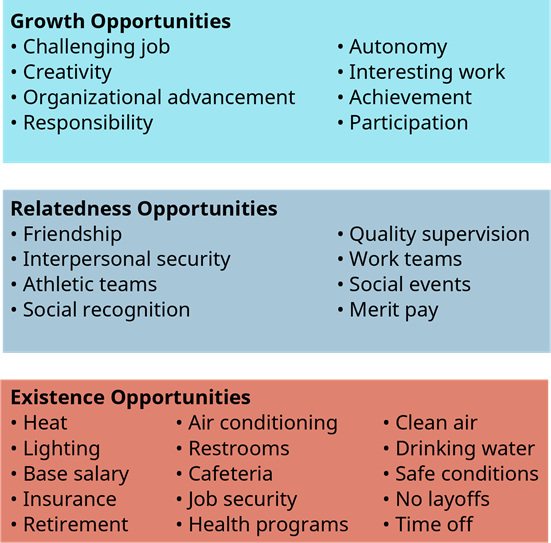 Growth Opportunities
• Challenging job • Autonomy
• Creativity • Interesting work
• Organizational advancement • Achievement
• Responsibility • Participation
Relatedness Opportunities
• Friendship • Quality supervision
• Interpersonal security • Work teams
• Athletic teams • Social events
• Social recognition • Merit pay
Existence Opportunities
• Heat • Air conditioning • Clean air
• Lighting • Restrooms • Drinking water
• Base salary • Cafeteria • Safe conditions
• Insurance • Job security • No layoffs
• Retirement • Health programs • Time off